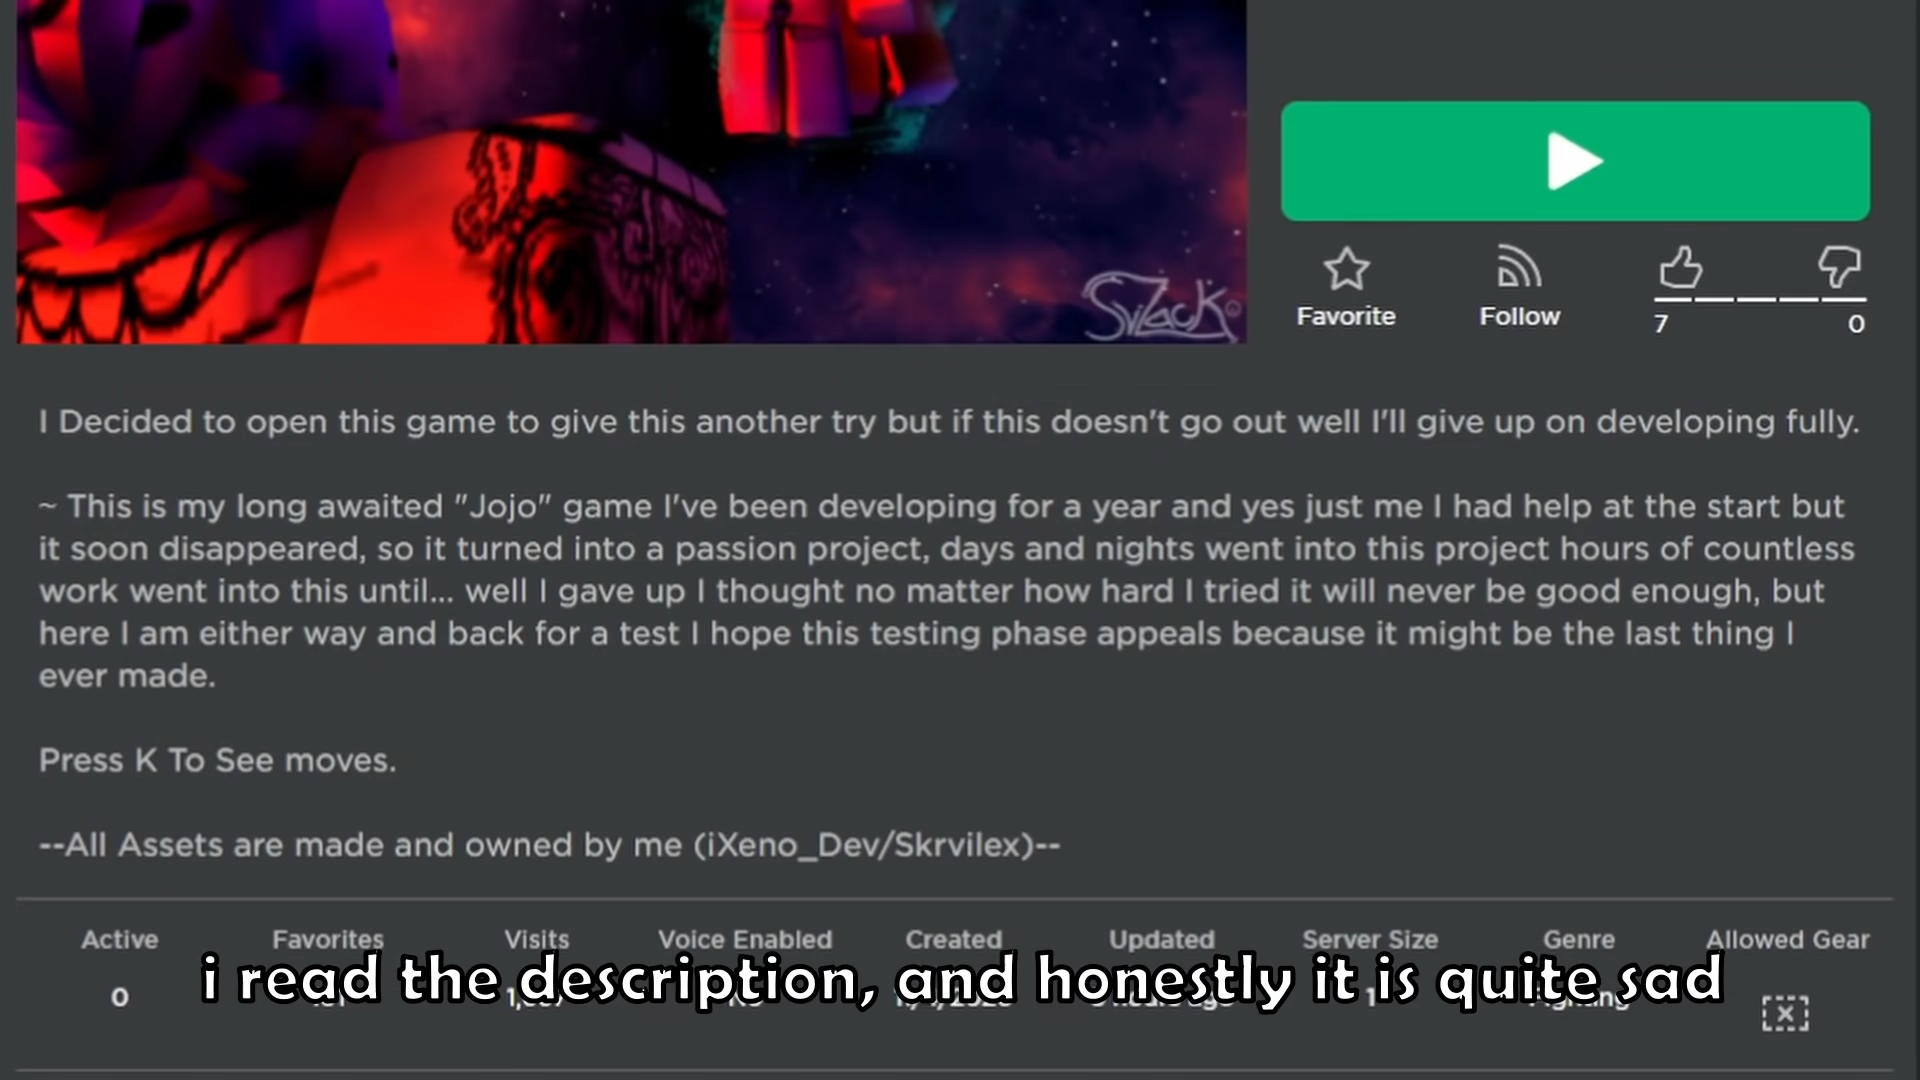 SviZacK
Favorite
Follow
7
0
I Decided to open this game to give this another try but if this doesn't go out well I'll give up on developing fully.
~ This is my long awaited "Jojo" game I've been developing for a year and yes just me I had help at the start but
it soon disappeared, so it turned into a passion project, days and nights went into this project hours of countless
work went into this until... well I gave up I thought no matter how hard I tried it will never be good enough, but
here I am either way and back for a test I hope this testing phase appeals because it might be the last thing I
ever made.
Press K To See moves.
--All Assets are made and owned by me (iXeno_Dev/Skrvilex)--
Active
Favorites
Visits
Voice Enabled
Created
Updated
Server Size
Genre
Allowed Gear
0
Fighting
i read the description, and honestly it is quite sad